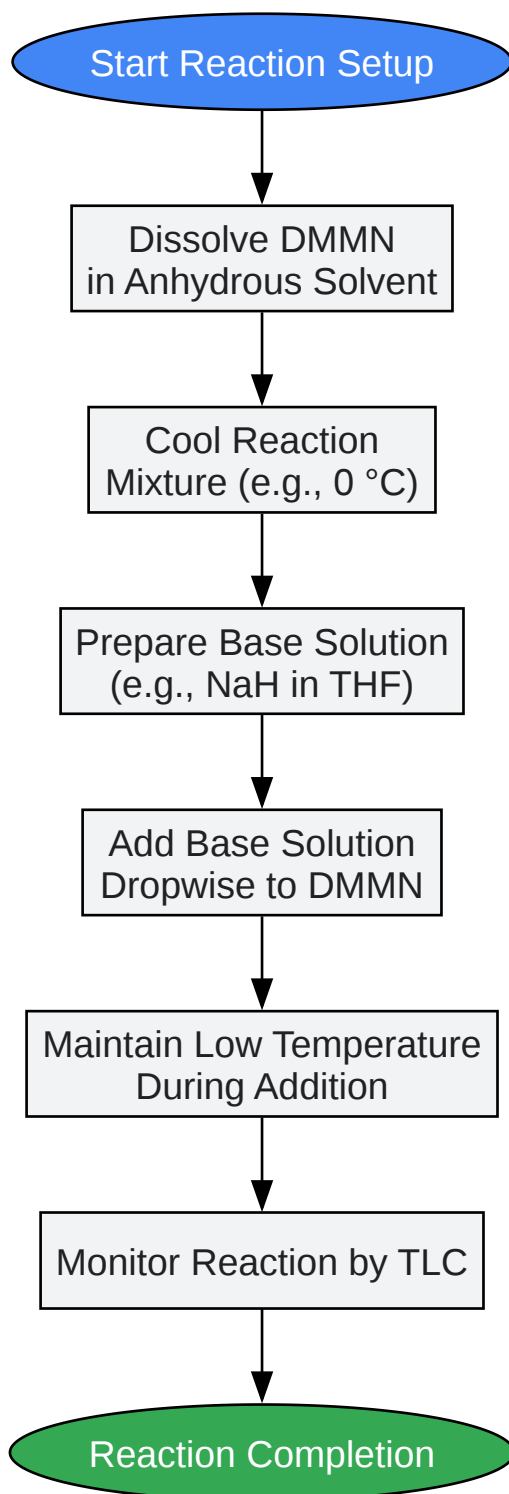 Start Reaction Setup
Dissolve DMMN
in Anhydrous Solvent
Cool Reaction
Mixture (e.g., 0 °C)
Prepare Base Solution
(e.g., NaH in THF)
Add Base Solution
Dropwise to DMMN
Maintain Low Temperature
During Addition
Monitor Reaction by TLC
Reaction Completion